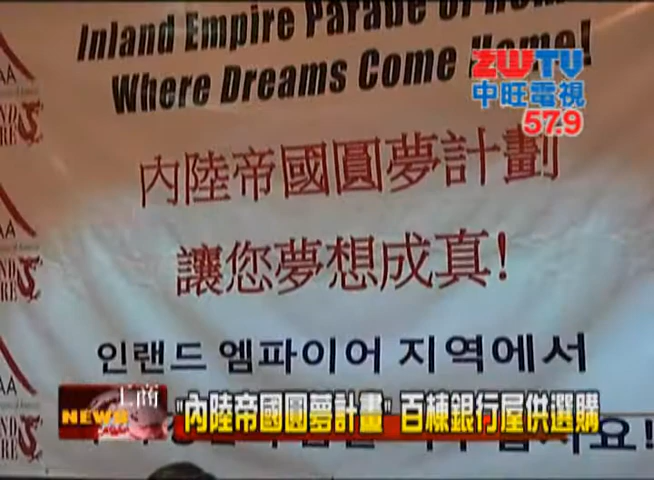 Inland Empire Parade of Home
Where Dreams Come Home!
ZWTV
中旺電視
57.9
內陸帝國圓夢計劃
讓您夢想成真!
인랜드 엠파이어 지역에서
工商
NEWS
"內陸帝國圓夢計畫" 百棟銀行屋供選購